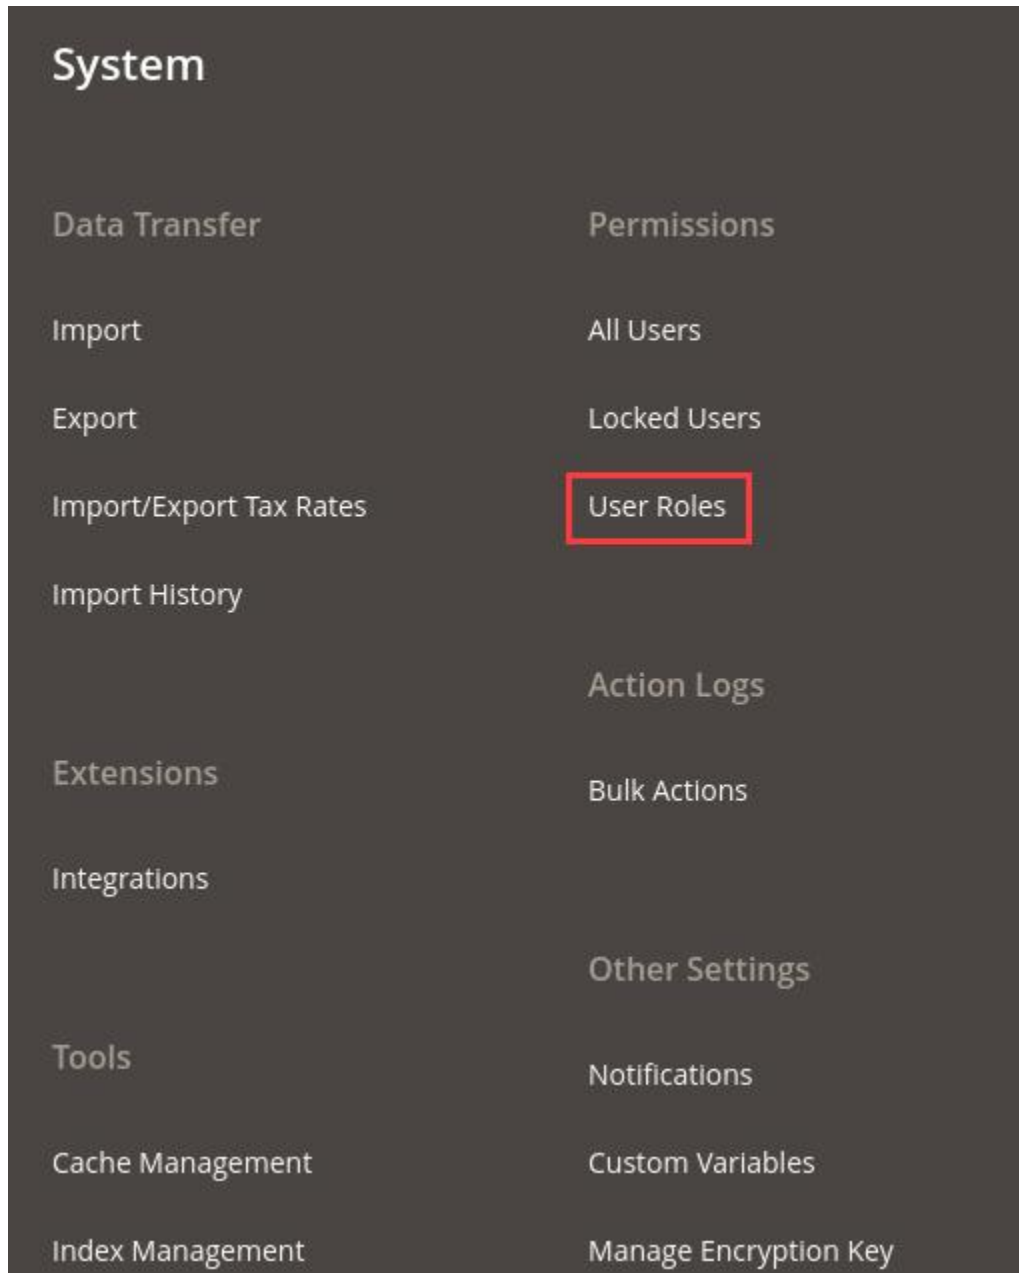 System
Data Transfer
Import
Export
Import/Export Tax Rates
Import History
Extensions
Integrations
Tools
Cache Management
Index Management
Permissions
All Users
Locked Users
User Roles
Action Logs
Bulk Actions
Other Settings
Notifications
Custom Variables
Manage Encryption Key